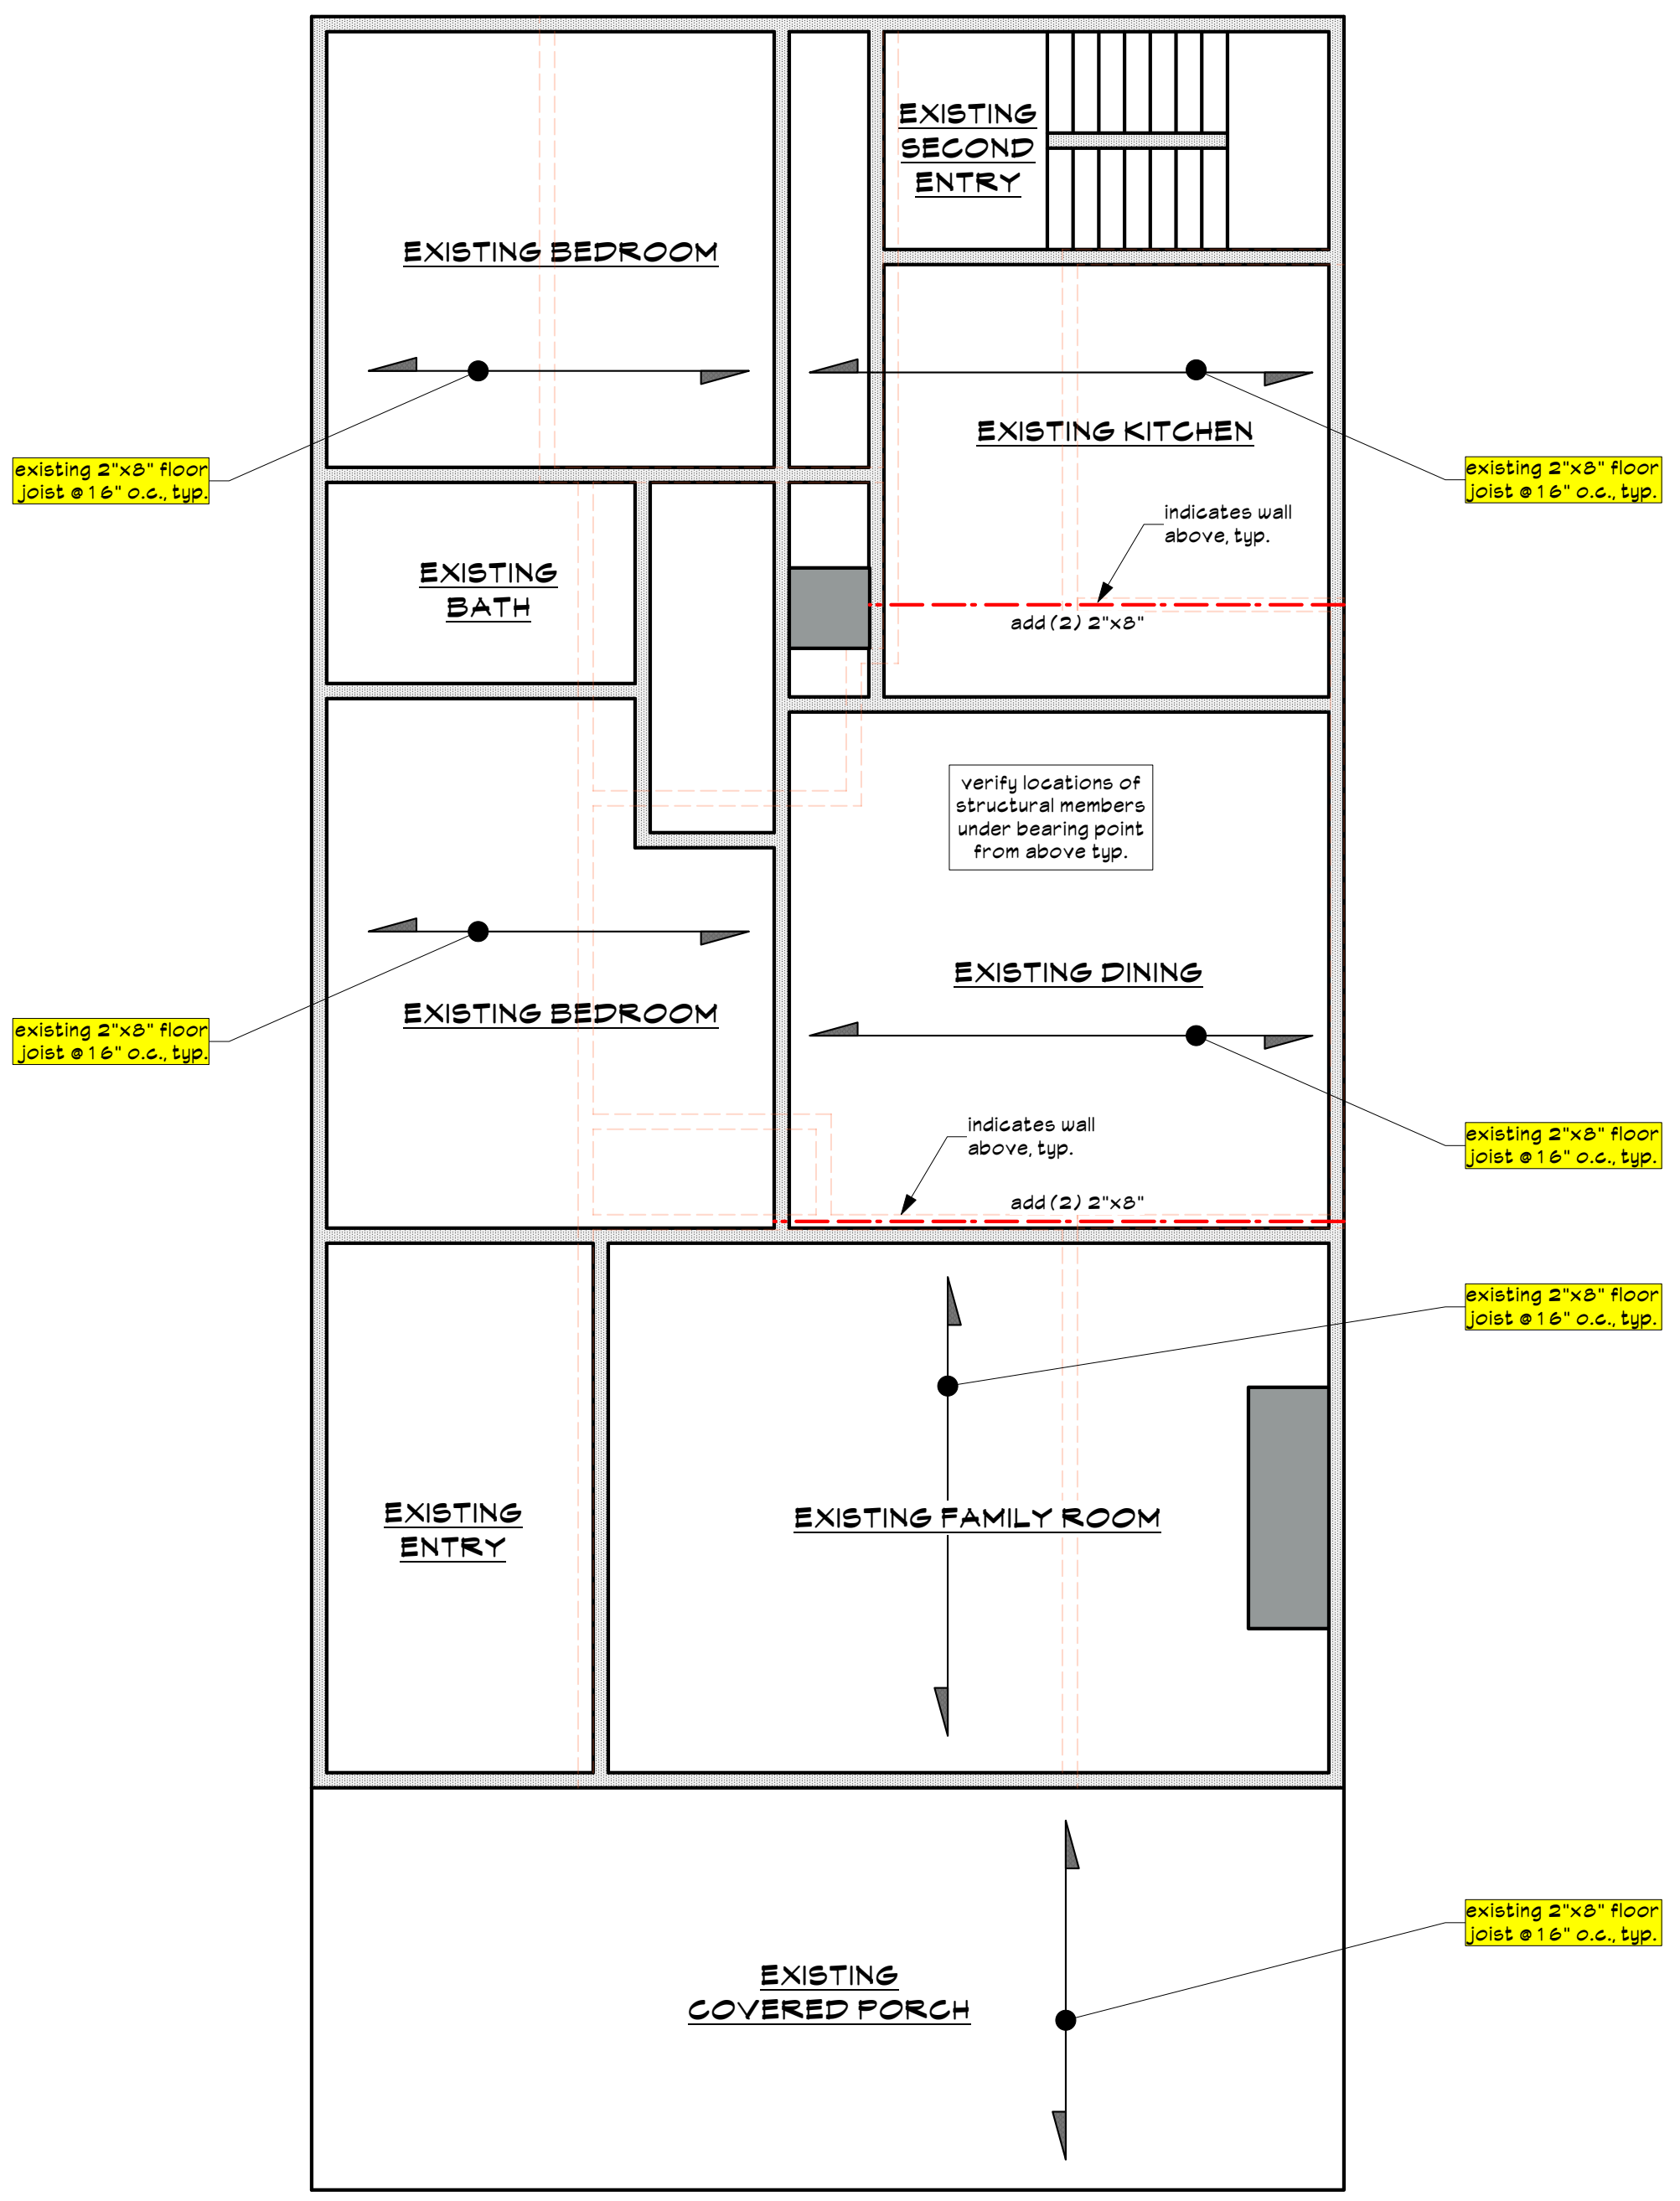 EXISTING
SECOND
ENTRY
EXISTING BEDROOM
EXISTING KITCHEN
existing 2"x8" floor
joist @ 16" o.c., typ.
existing 2"x8" floor
joist @ 16" o.c., typ.
indicates wall
above, typ.
EXISTING
BATH
add (2) 2"x8"
verify locations of
structural members
under bearing point
from above typ.
EXISTING DINING
EXISTING BEDROOM
existing 2"x8" floor
joist @ 16" o.c., typ.
indicates wall
above, typ.
existing 2"x8" floor
joist @ 16" o.c., typ.
add (2) 2"x8"
existing 2"x8" floor
joist @ 16" o.c., typ.
EXISTING
ENTRY
EXISTING FAMILY ROOM
existing 2"x8" floor
joist @ 16" o.c., typ.
EXISTING
COVERED PORCH